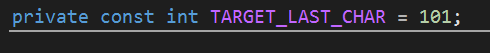 private const int TARGET_LAST_CHAR = 101;